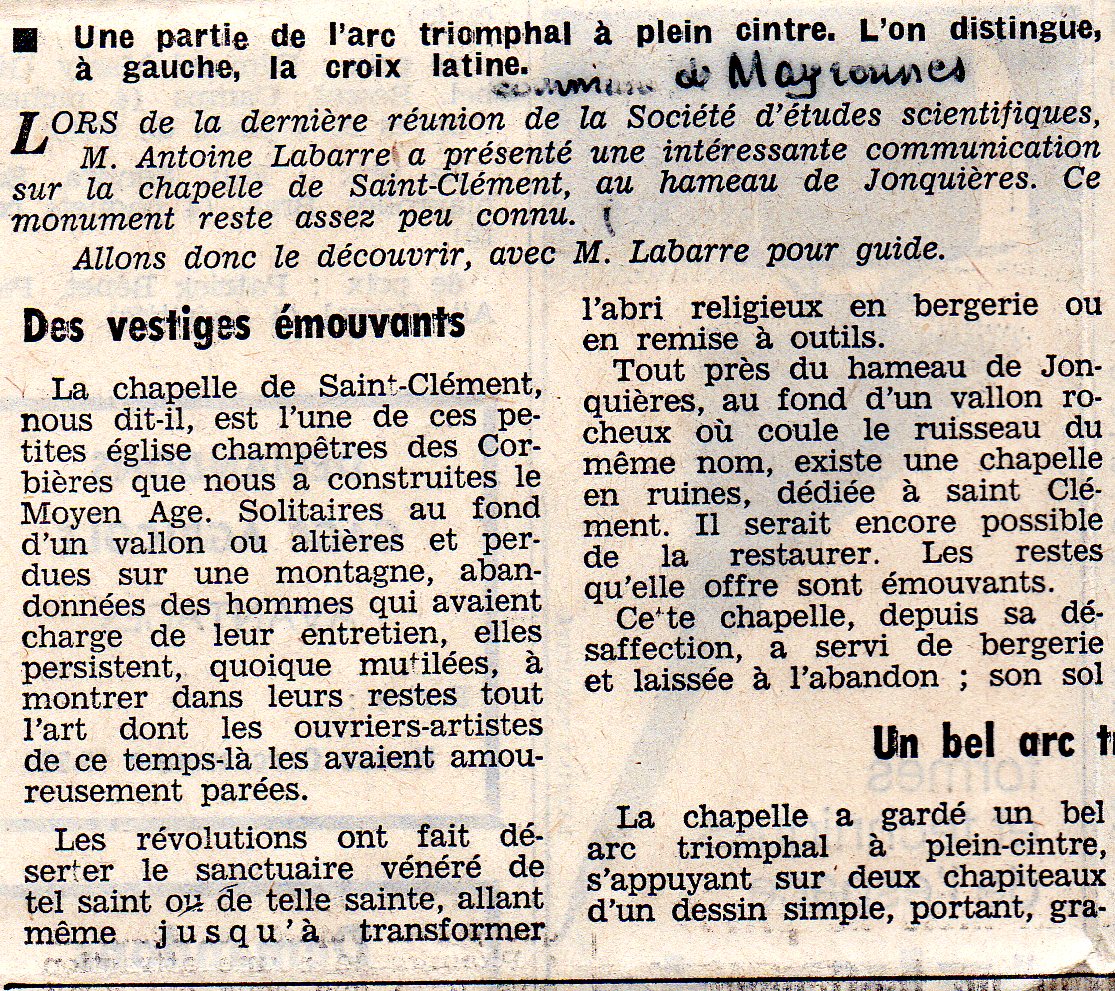 ■ Une partie de l'arc triomphal à plein cintre. L'on distingue,
à gauche, la croix latine.
commune de Mayronnes
LORS de la dernière réunion de la Société d'études scientifiques,
M. Antoine Labarre a présenté une intéressante communication
sur la chapelle de Saint-Clément, au hameau de Jonquières. Ce
monument reste assez peu connu.
Allons donc le découvrir, avec M. Labarre pour guide.
Des vestiges émouvants
La chapelle de Saint-Clément,
nous dit-il, est l'une de ces pe-
tites église champêtres des Cor-
bières que nous a construites le
Moyen Age. Solitaires au fond
d'un vallon ou altières et per-
dues sur une montagne, aban-
données des hommes qui avaient
charge de leur entretien, elles
persistent, quoique mutilées, à
montrer dans leurs restes tout
l'art dont les ouvriers-artistes
de ce temps-là les avaient amou-
reusement parées.
Les révolutions ont fait dé-
serter le sanctuaire vénéré de
tel saint ou de telle sainte, allant
même jusqu'à transformer
l'abri religieux en bergerie ou
en remise à outils.
Tout près du hameau de Jon-
quières, au fond d'un vallon ro-
cheux où coule le ruisseau du
même nom, existe une chapelle
en ruines, dédiée à saint Clé-
ment. Il serait encore possible
de la restaurer. Les restes
qu'elle offre sont émouvants.
Cette chapelle, depuis sa dé-
saffection, a servi de bergerie
et laissée à l'abandon ; son sol
Un bel arc tr
La chapelle a gardé un bel
arc triomphal à plein-cintre,
s'appuyant sur deux chapiteaux
d'un dessin simple, portant, gra-